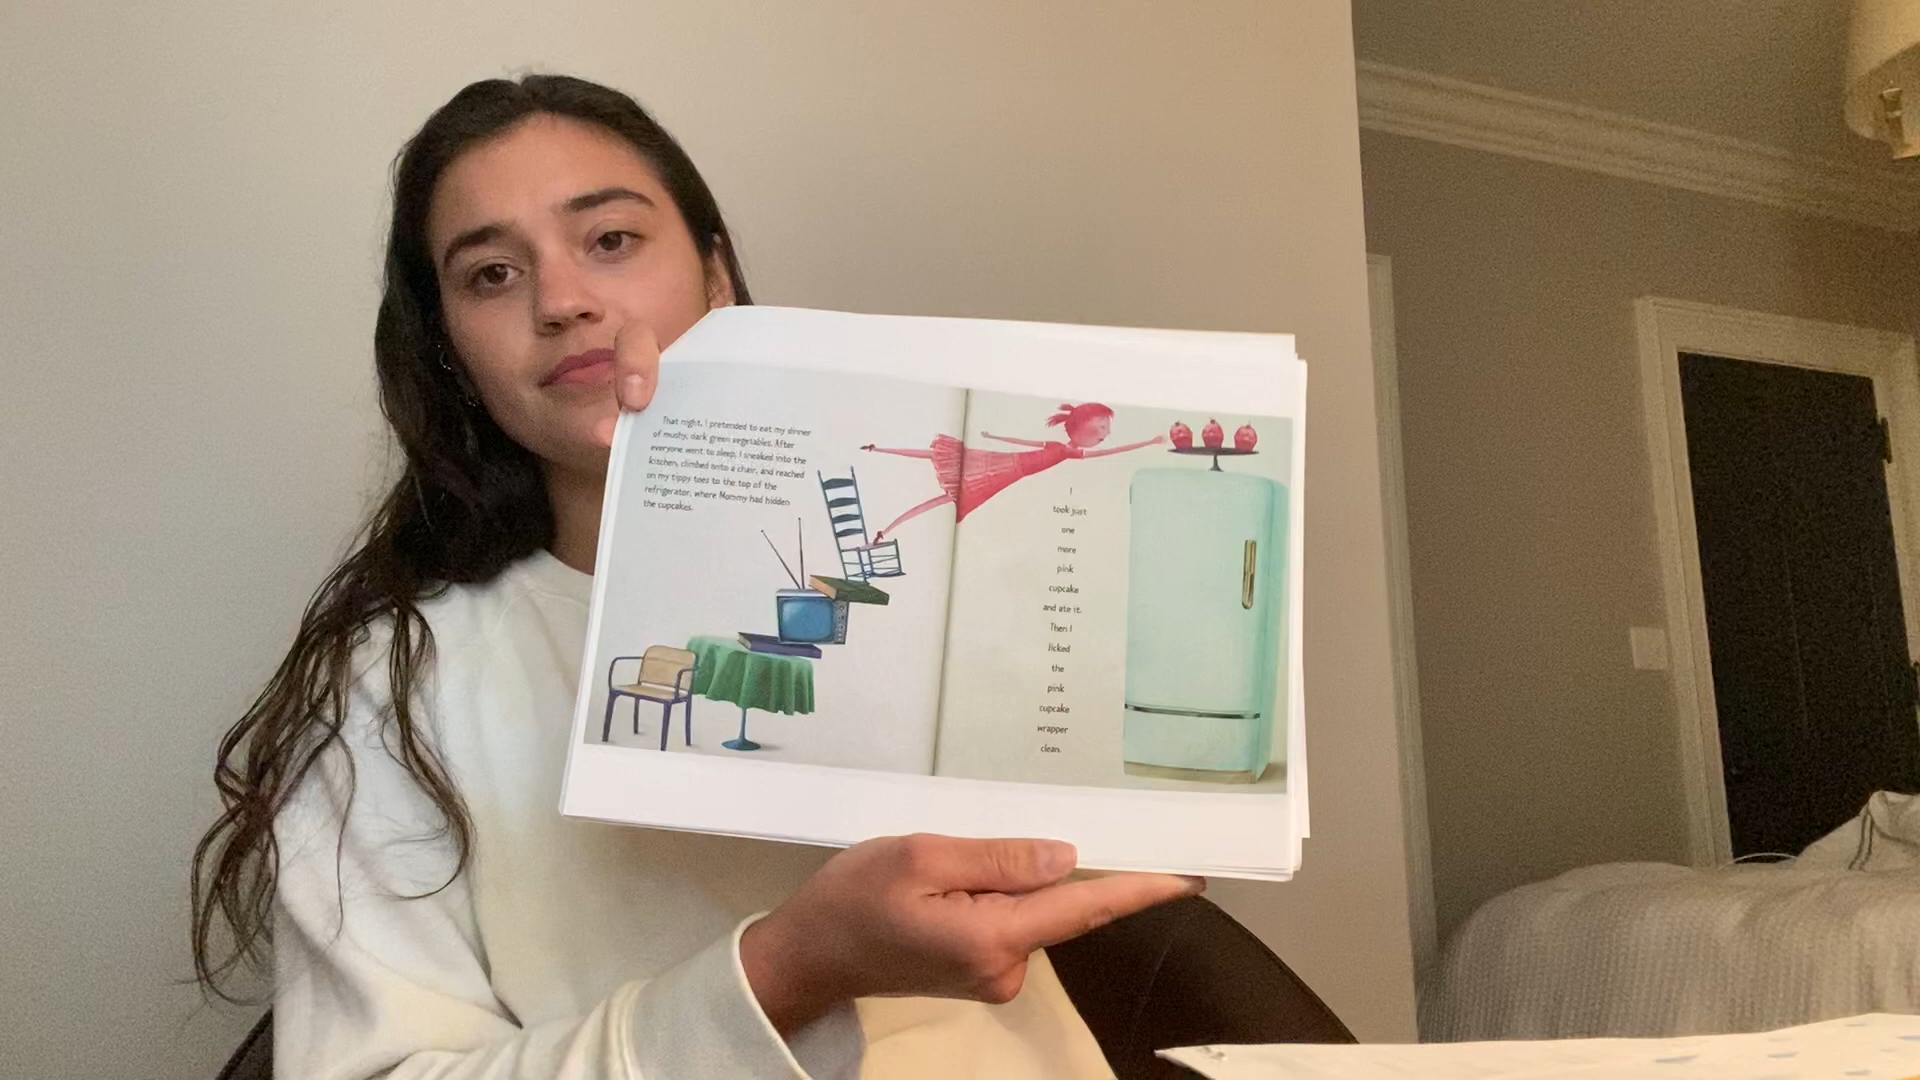 That night, I pretended to eat my dinner
of mushy, dark green vegetables. After
everyone went to sleep, I sneaked into the
kitchen, climbed onto a chair, and reached
on my tippy toes to the top of the
refrigerator, where Mommy had hidden
the cupcakes.
I
took just
one
more
pink
cupcake
and ate it.
Then I
licked
the
pink
cupcake
wrapper
clean.